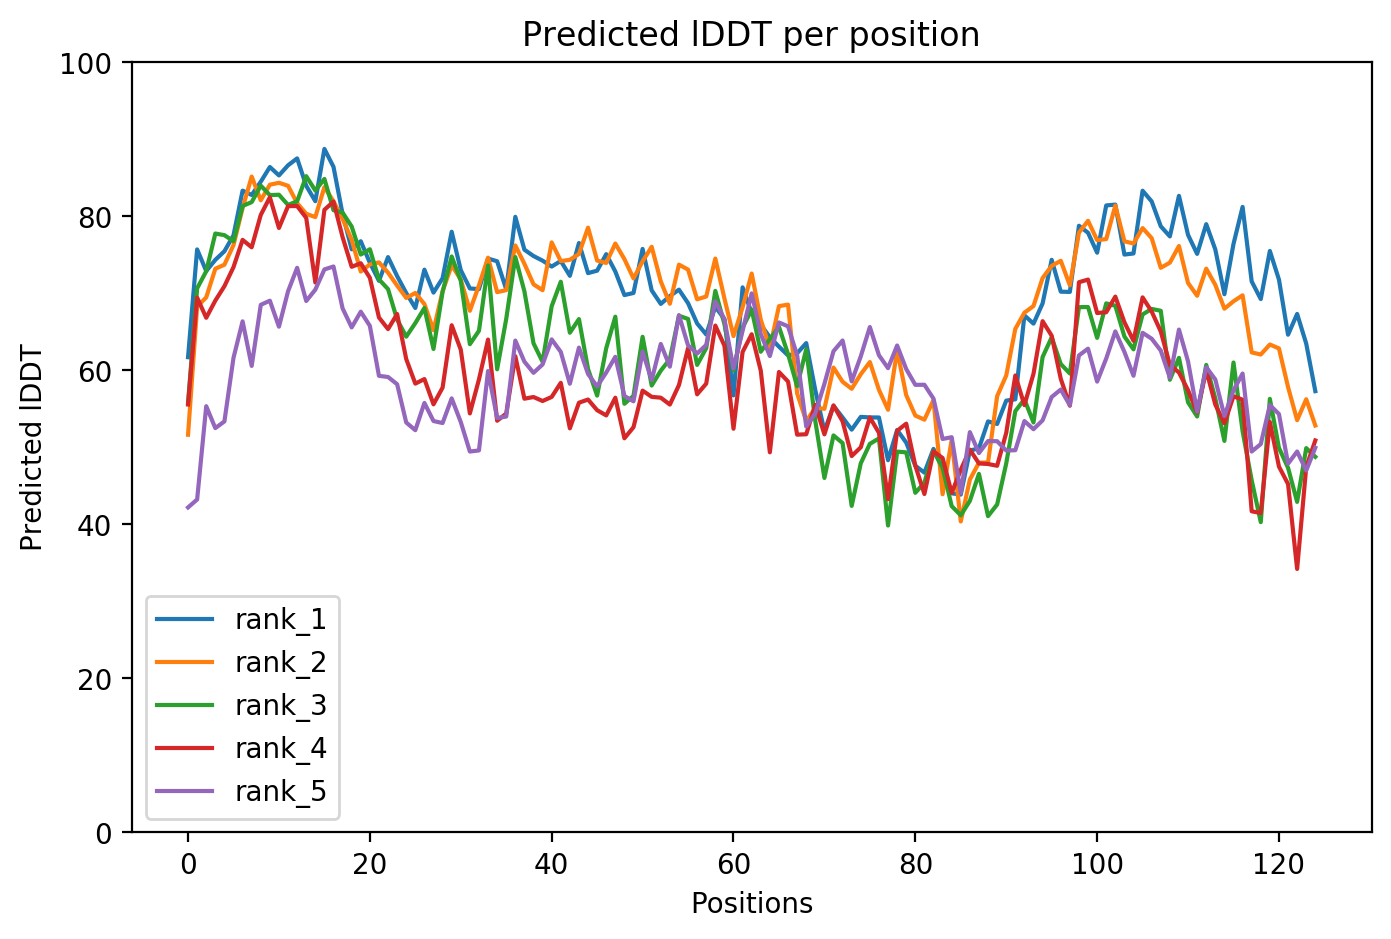 Predicted lDDT per position
100
80
60
40
20
0
Predicted lDDT
rank_1
rank_2
rank_3
rank_4
rank_5
0 20 40 60 80 100 120
Positions